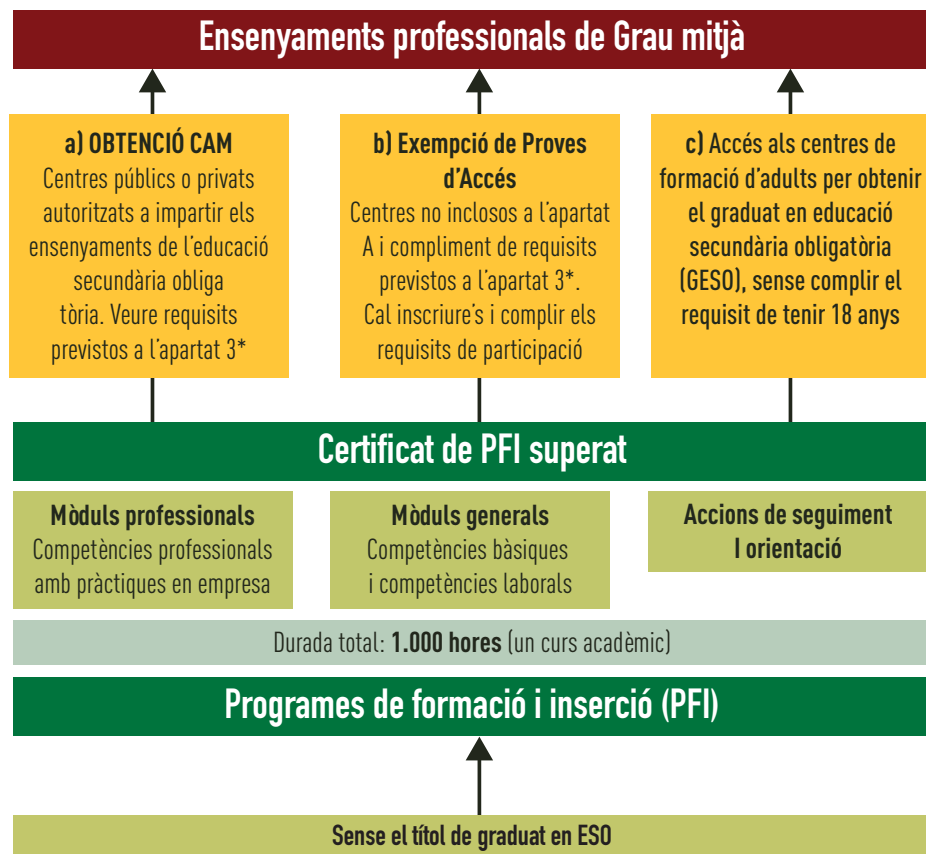 Ensenyaments professionals de Grau mitjà
a) OBTENCIÓ CAM
Centres públics o privats
autoritzats a impartir els
ensenyaments de l'educació
secundària obliga
tòria. Veure requisits
previstos a l'apartat 3*
b) Exempció de Proves
d'Accés
Centres no inclosos a l'apartat
A i compliment de requisits
previstos a l'apartat 3*.
Cal inscriure's i complir els
requisits de participació
c) Accés als centres de
formació d'adults per obtenir
el graduat en educació
secundària obligatòria
(GESO), sense complir el
requisit de tenir 18 anys
Certificat de PFI superat
Mòduls professionals
Competències professionals
amb pràctiques en empresa
Mòduls generals
Competències bàsiques
i competències laborals
Accions de seguiment
I orientació
Durada total: 1.000 hores (un curs acadèmic)
Programes de formació i inserció (PFI)
Sense el títol de graduat en ESO